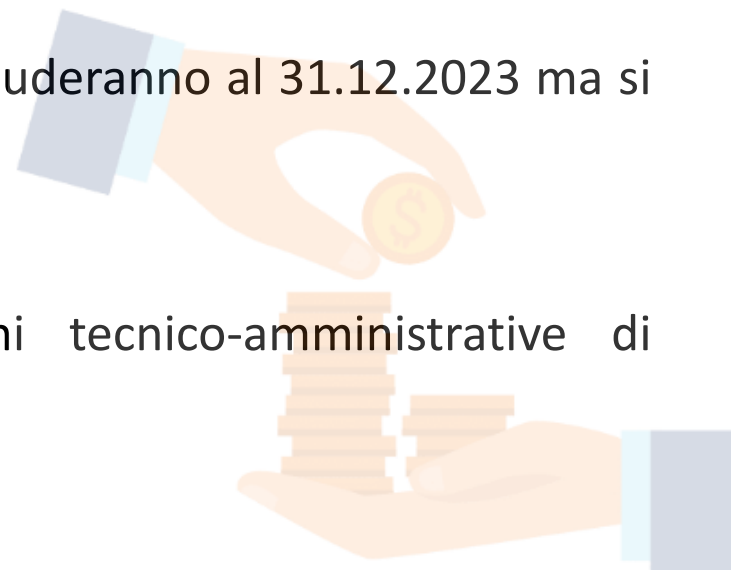 uderanno al 31.12.2023 ma si
ni tecnico-amministrative di
$